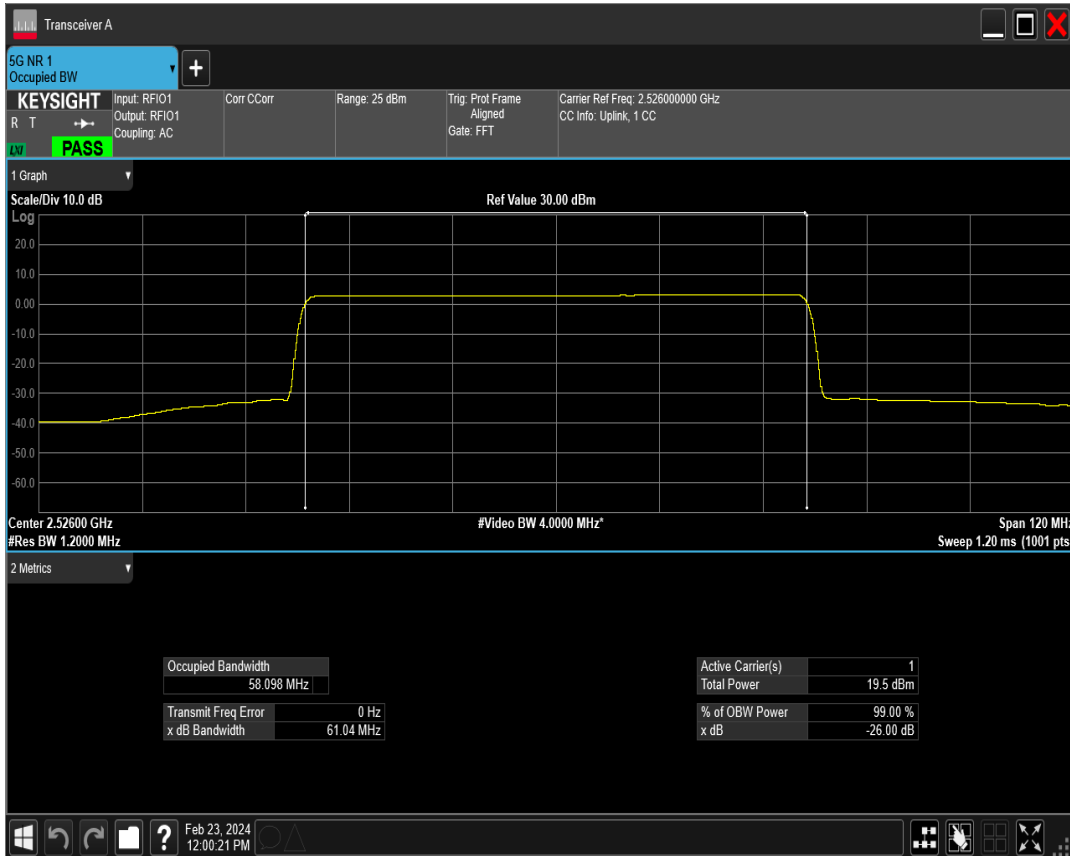 Transceiver A
5G NR 1
Occupied BW
KEYSIGHT
R T
LXI
PASS
Input: RFIO1
Output: RFIO1
Coupling: AC
Corr CCorr
Range: 25 dBm
Trig: Prot Frame
Aligned
Gate: FFT
Carrier Ref Freq: 2.526000000 GHz
CC Info: Uplink, 1 CC
1 Graph
Scale/Div 10.0 dB
Ref Value 30.00 dBm
Log
20.0
10.0
0.00
-10.0
-20.0
-30.0
-40.0
-50.0
-60.0
Center 2.52600 GHz
#Video BW 4.0000 MHz*
Span 120 MHz
#Res BW 1.2000 MHz
Sweep 1.20 ms (1001 pts
2 Metrics
Occupied Bandwidth
58.098 MHz
Transmit Freq Error 0 Hz
x dB Bandwidth 61.04 MHz
Active Carrier(s) 1
Total Power 19.5 dBm
% of OBW Power 99.00 %
x dB -26.00 dB
?
Feb 23, 2024
12:00:21 PM